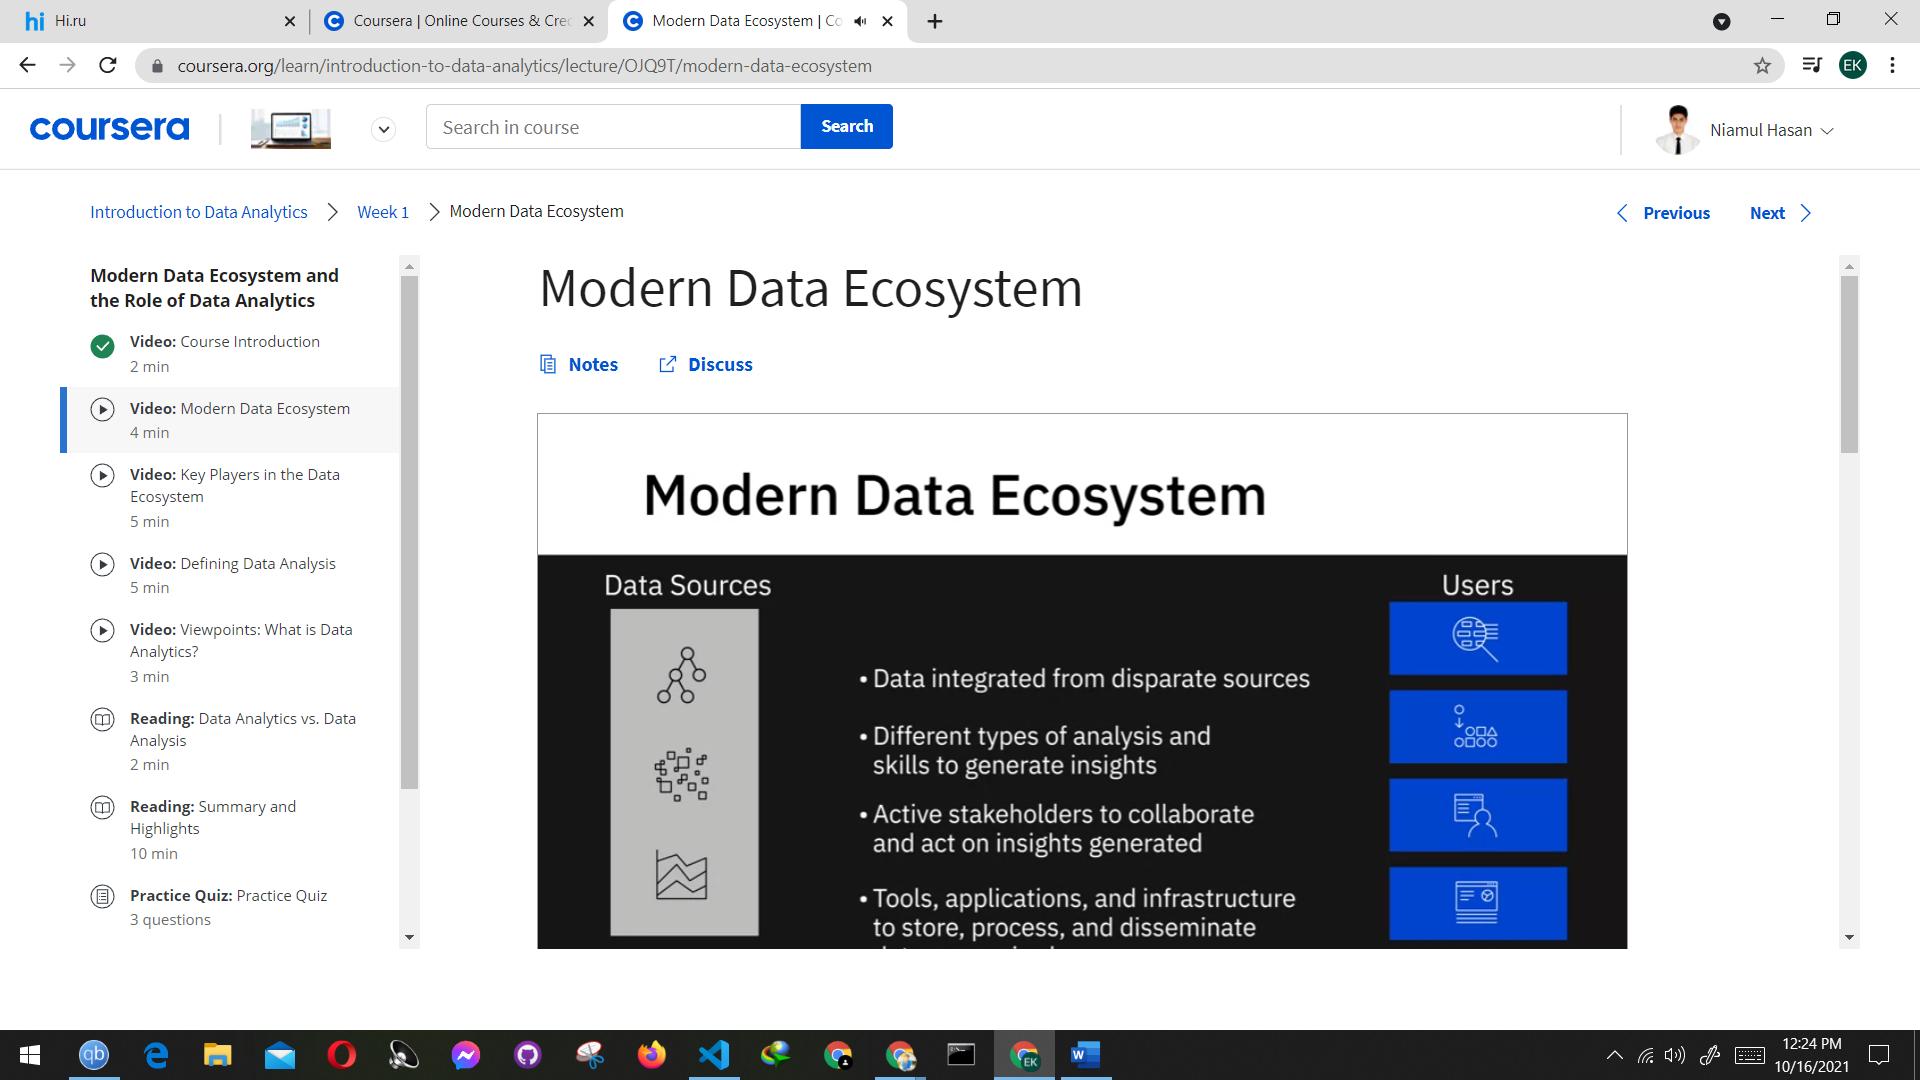 hi Hi.ru
Coursera | Online Courses & Cre
Modern Data Ecosystem | Co
coursera.org/learn/introduction-to-data-analytics/lecture/OJQ9T/modern-data-ecosystem
EK
coursera
Search in course
Search
Niamul Hasan
Introduction to Data Analytics
Week 1
Modern Data Ecosystem
Previous
Next
Modern Data Ecosystem and
the Role of Data Analytics
Video: Course Introduction
2 min
Video: Modern Data Ecosystem
4 min
Video: Key Players in the Data
Ecosystem
5 min
Video: Defining Data Analysis
5 min
Video: Viewpoints: What is Data
Analytics?
3 min
Reading: Data Analytics vs. Data
Analysis
2 min
Reading: Summary and
Highlights
10 min
Practice Quiz: Practice Quiz
3 questions
Modern Data Ecosystem
Notes
Discuss
Modern Data Ecosystem
Data Sources
Users
• Data integrated from disparate sources
• Different types of analysis and
skills to generate insights
• Active stakeholders to collaborate
and act on insights generated
• Tools, applications, and infrastructure
to store, process, and disseminate
qb
EK
W
12:24 PM
10/16/2021